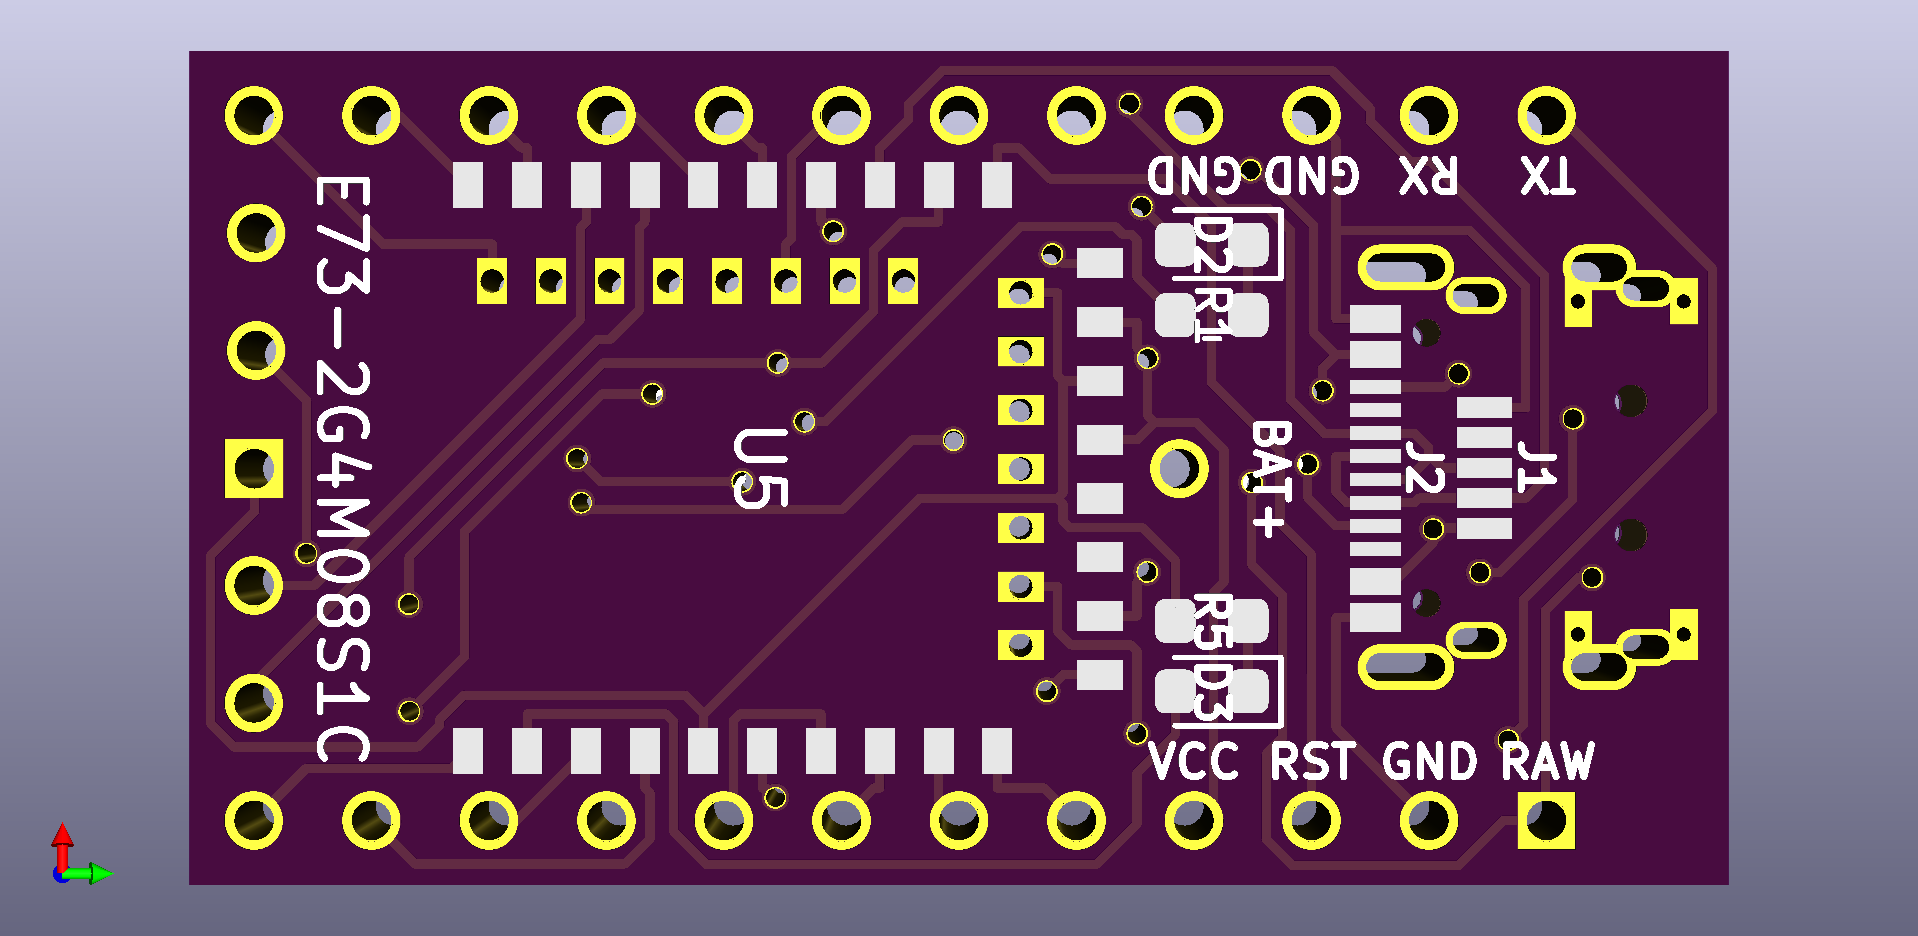 GND
GND
RX
TX
E73-2G4M08S1C
D2
R1
U5
BAT+
J2
J1
R5
D3
VCC
RST
GND
RAW